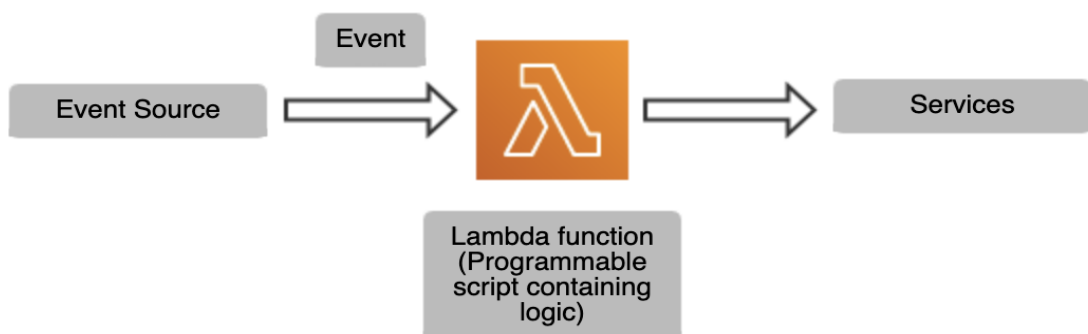 Event
Event Source
Services
Lambda function
(Programmable
script containing
logic)